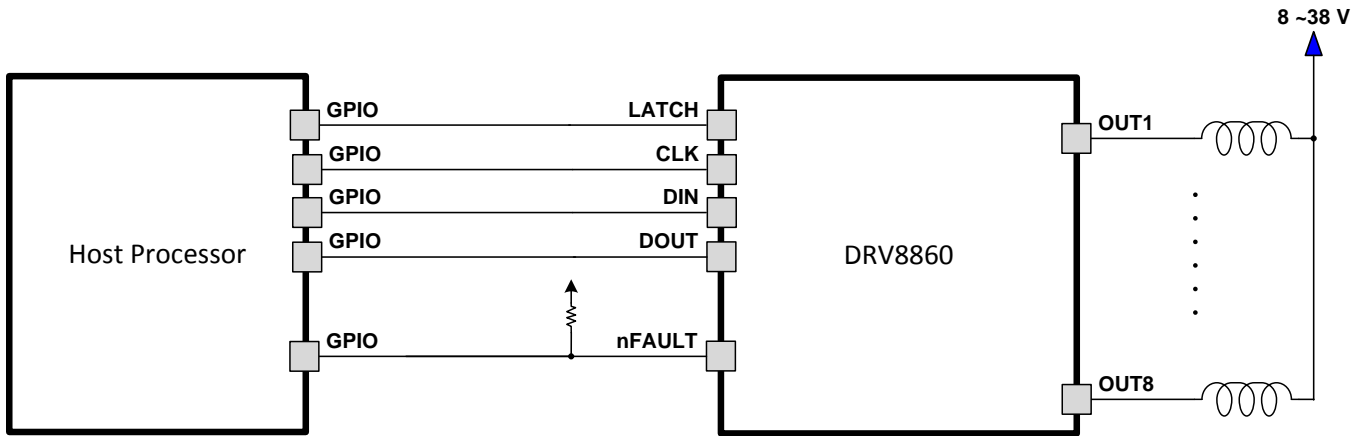 8 ~38 V
GPIO
LATCH
OUT1
GPIO
CLK
GPIO
DIN
GPIO
DOUT
Host Processor
DRV8860
GPIO
nFAULT
OUT8